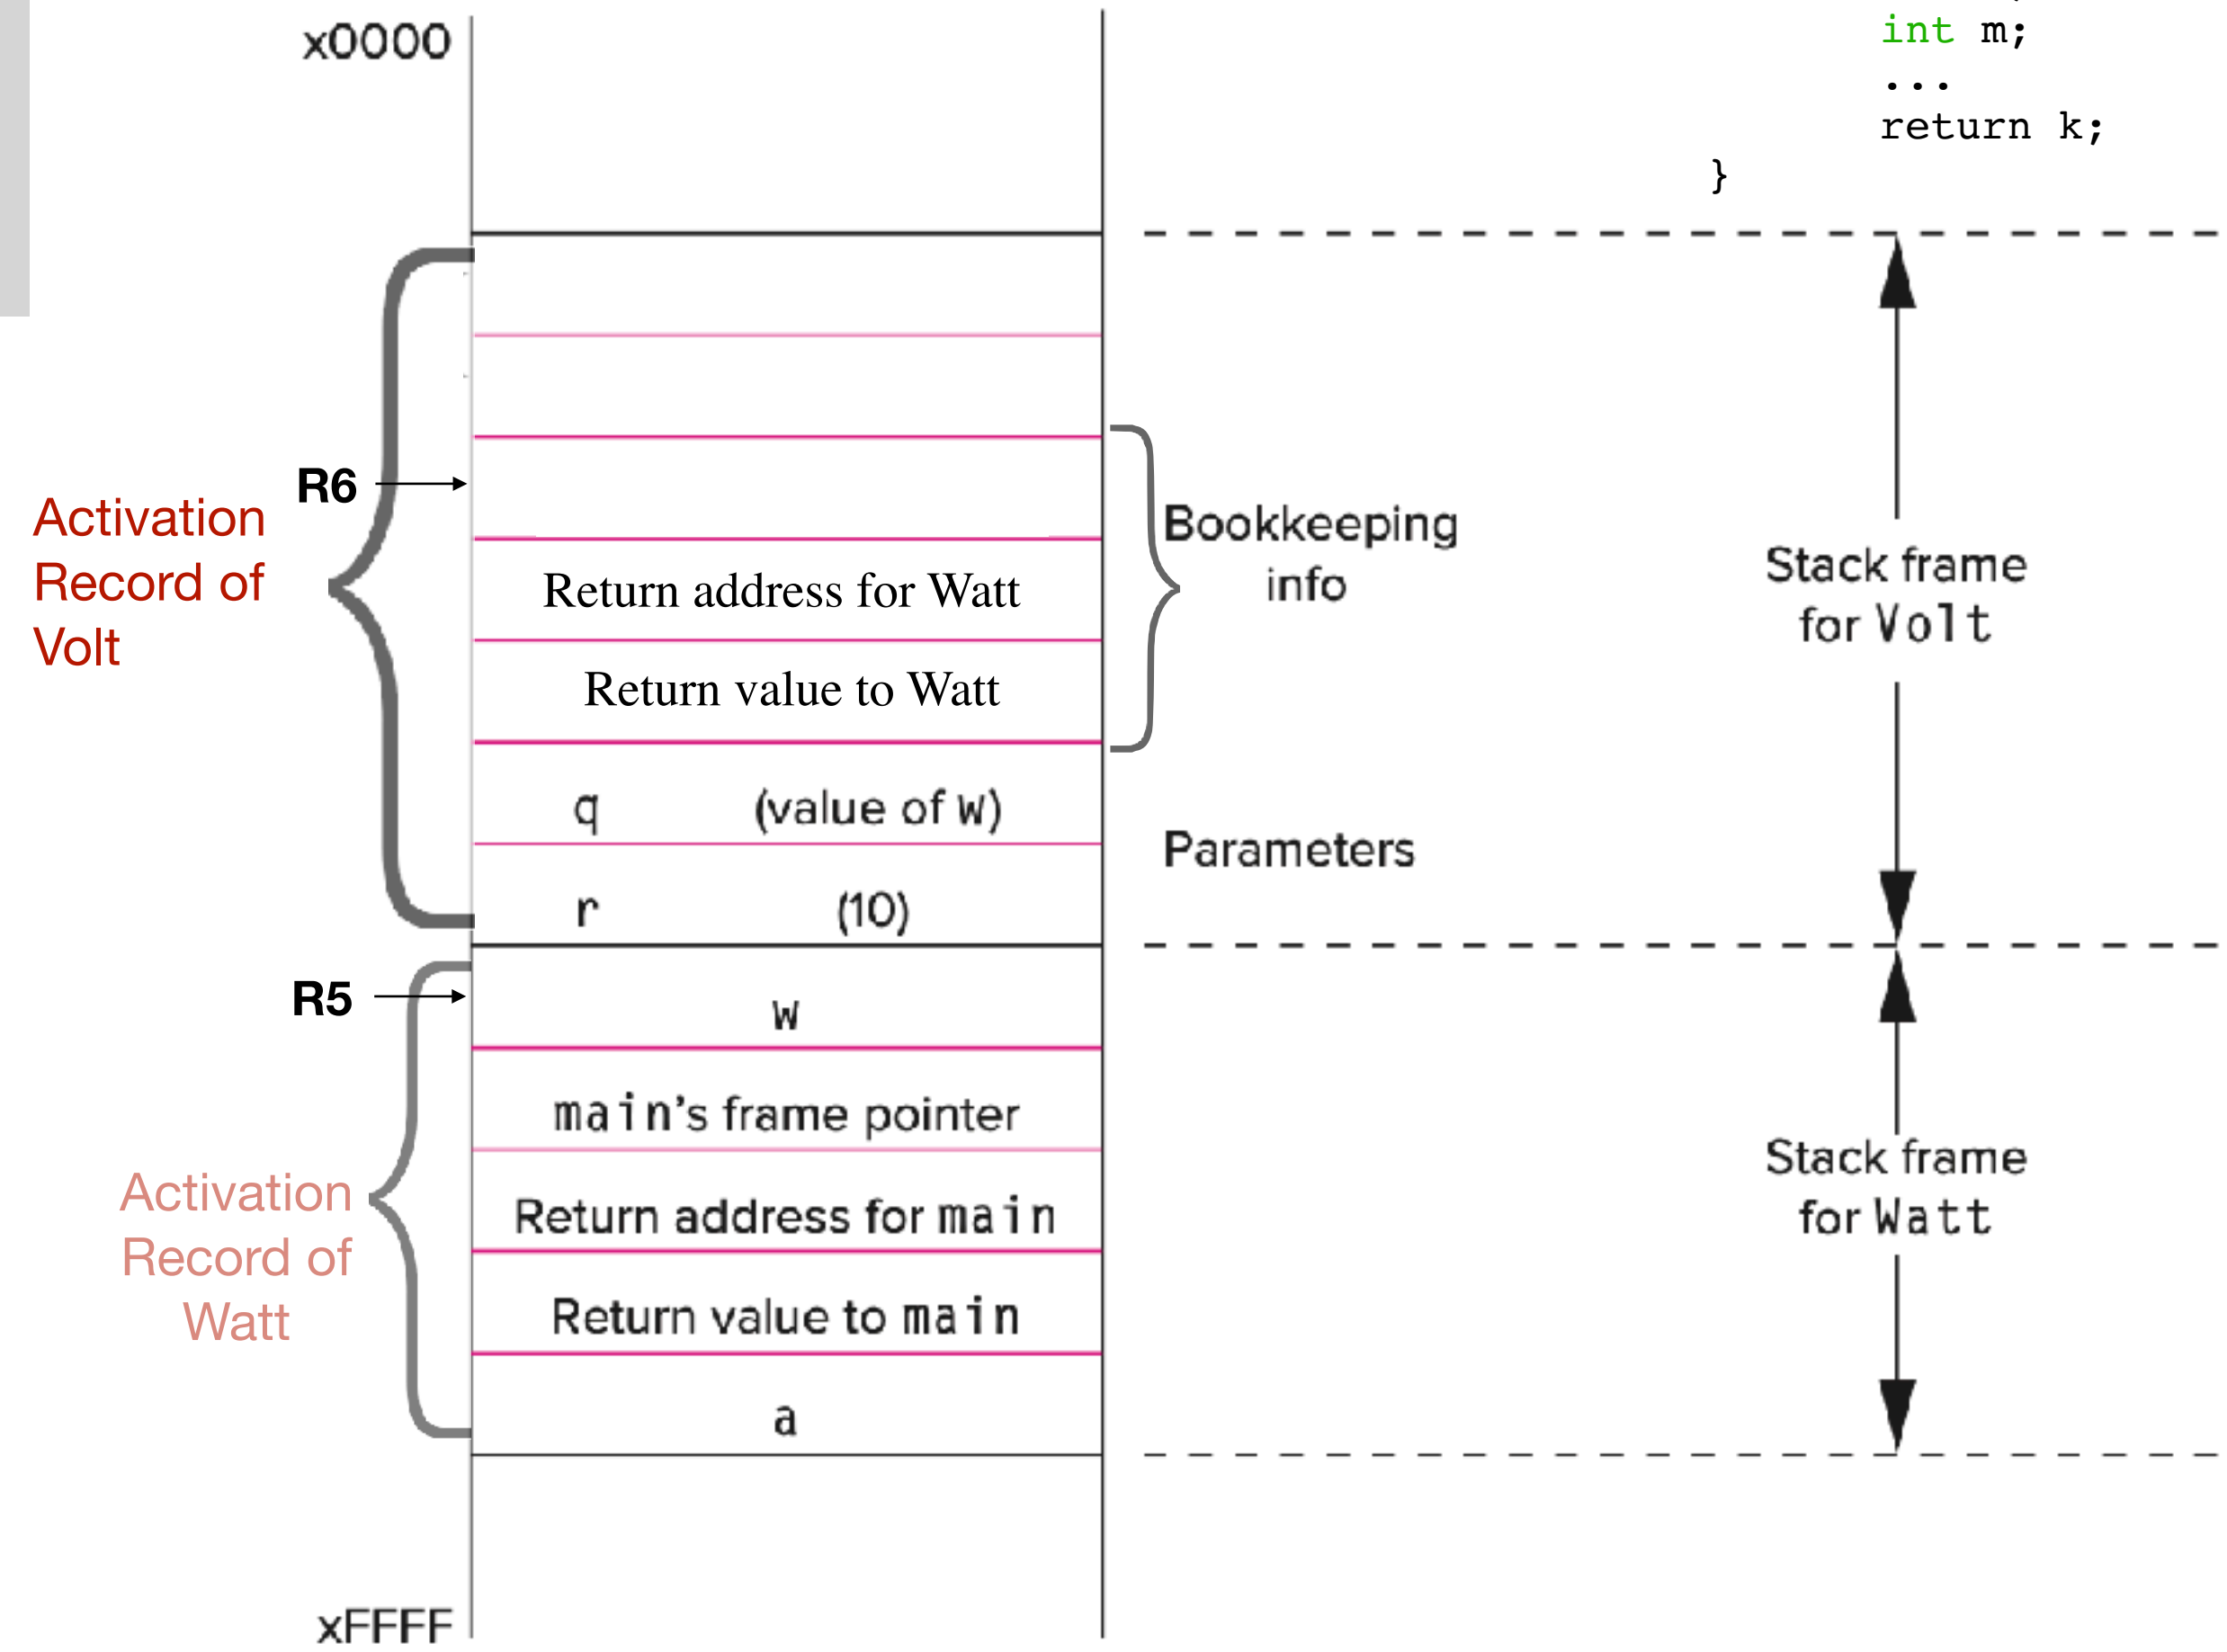 x0000
int m;
...
return k;
}
R6
Activation
Record of
Volt
Bookkeeping
info
Return address for Watt
Return value to Watt
Stack frame
for Volt
q (value of w)
Parameters
r (10)
R5
w
main's frame pointer
Return address for main
Return value to main
a
Activation
Record of
Watt
Stack frame
for Watt
xFFFF